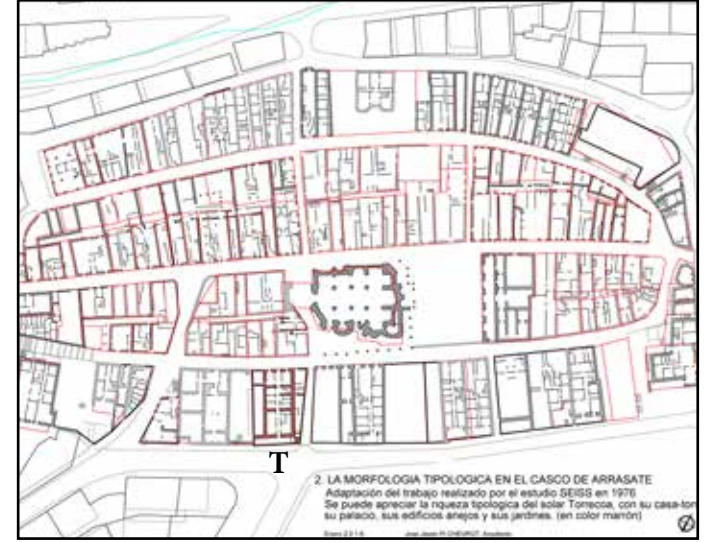 T
2. LA MORFOLOGIA TIPOLOGICA EN EL CASCO DE ARRASATE
Adaptación del trabajo realizado por el estudio SEISS en 1976
Se puede apreciar la riqueza tipologica del solar Torrecoa, con su casa-tor
su palacio, sus edificios anejos y sus jardines. (en color marrón)